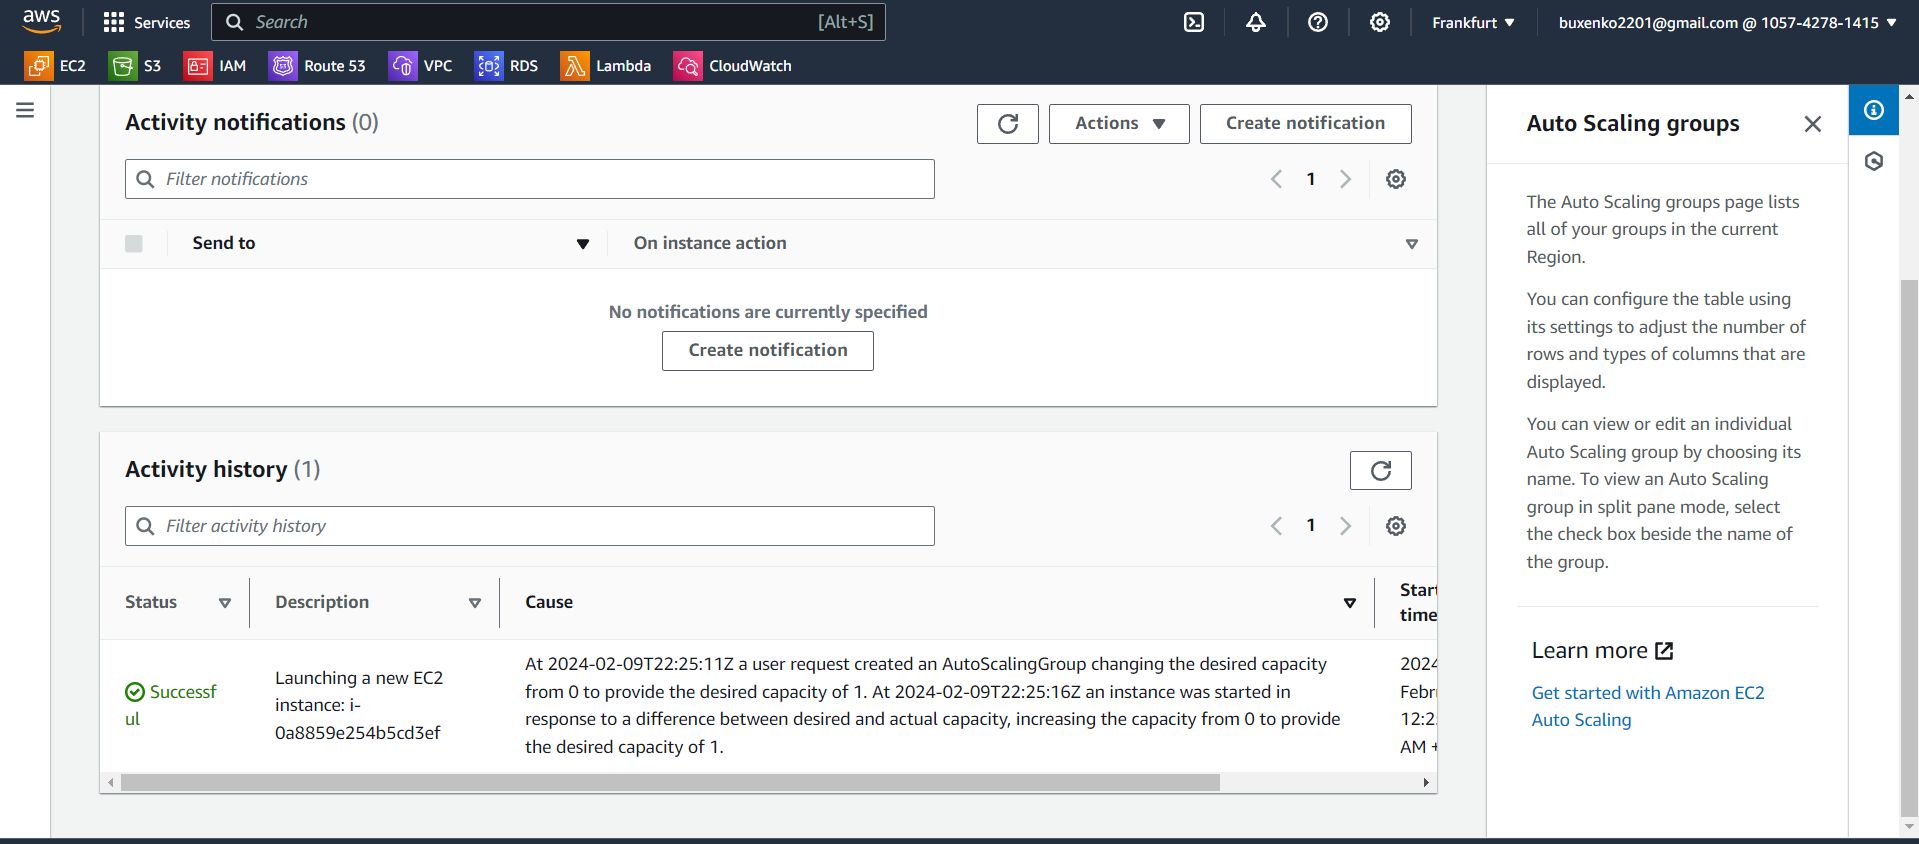 aws
Services
Search [Alt+S]
Frankfurt
buxenko2201@gmail.com @ 1057-4278-1415
EC2 S3 IAM Route 53 VPC RDS Lambda CloudWatch
Activity notifications (0)
Actions
Create notification
Filter notifications
1
Send to
On instance action
No notifications are currently specified
Create notification
Activity history (1)
Filter activity history
1
Status
Description
Cause
Start
time
Successf
ul
Launching a new EC2
instance: i-
0a8859e254b5cd3ef
At 2024-02-09T22:25:11Z a user request created an AutoScalingGroup changing the desired capacity
from 0 to provide the desired capacity of 1. At 2024-02-09T22:25:16Z an instance was started in
response to a difference between desired and actual capacity, increasing the capacity from 0 to provide
the desired capacity of 1.
2024
Febru
12:2
AM +
Auto Scaling groups
The Auto Scaling groups page lists
all of your groups in the current
Region.
You can configure the table using
its settings to adjust the number of
rows and types of columns that are
displayed.
You can view or edit an individual
Auto Scaling group by choosing its
name. To view an Auto Scaling
group in split pane mode, select
the check box beside the name of
the group.
Learn more
Get started with Amazon EC2
Auto Scaling